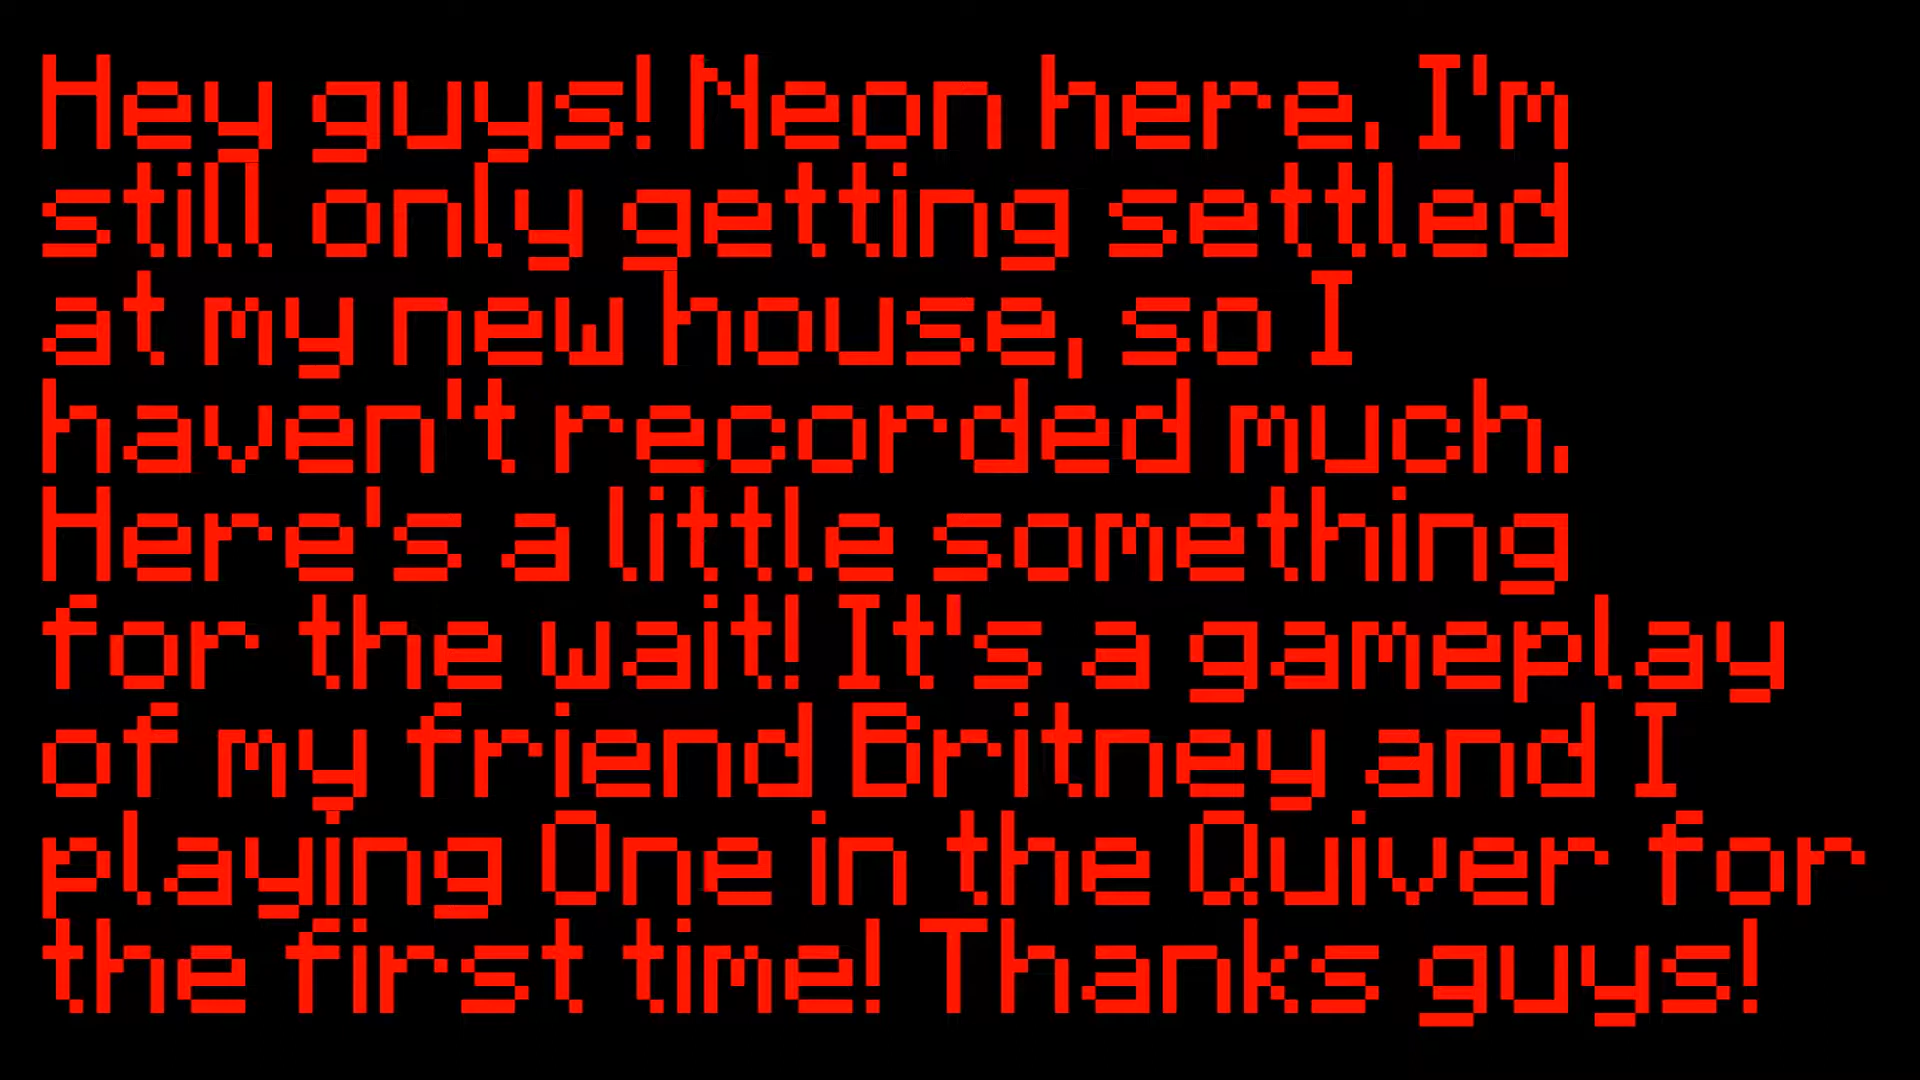 Hey guys! Neon here, I'm
still only getting settled
at my new house, so I
haven't recorded much.
Here's a little something
for the wait! It's a gameplay
of my friend Britney and I
playing One in the Quiver for
the first time! Thanks guys!